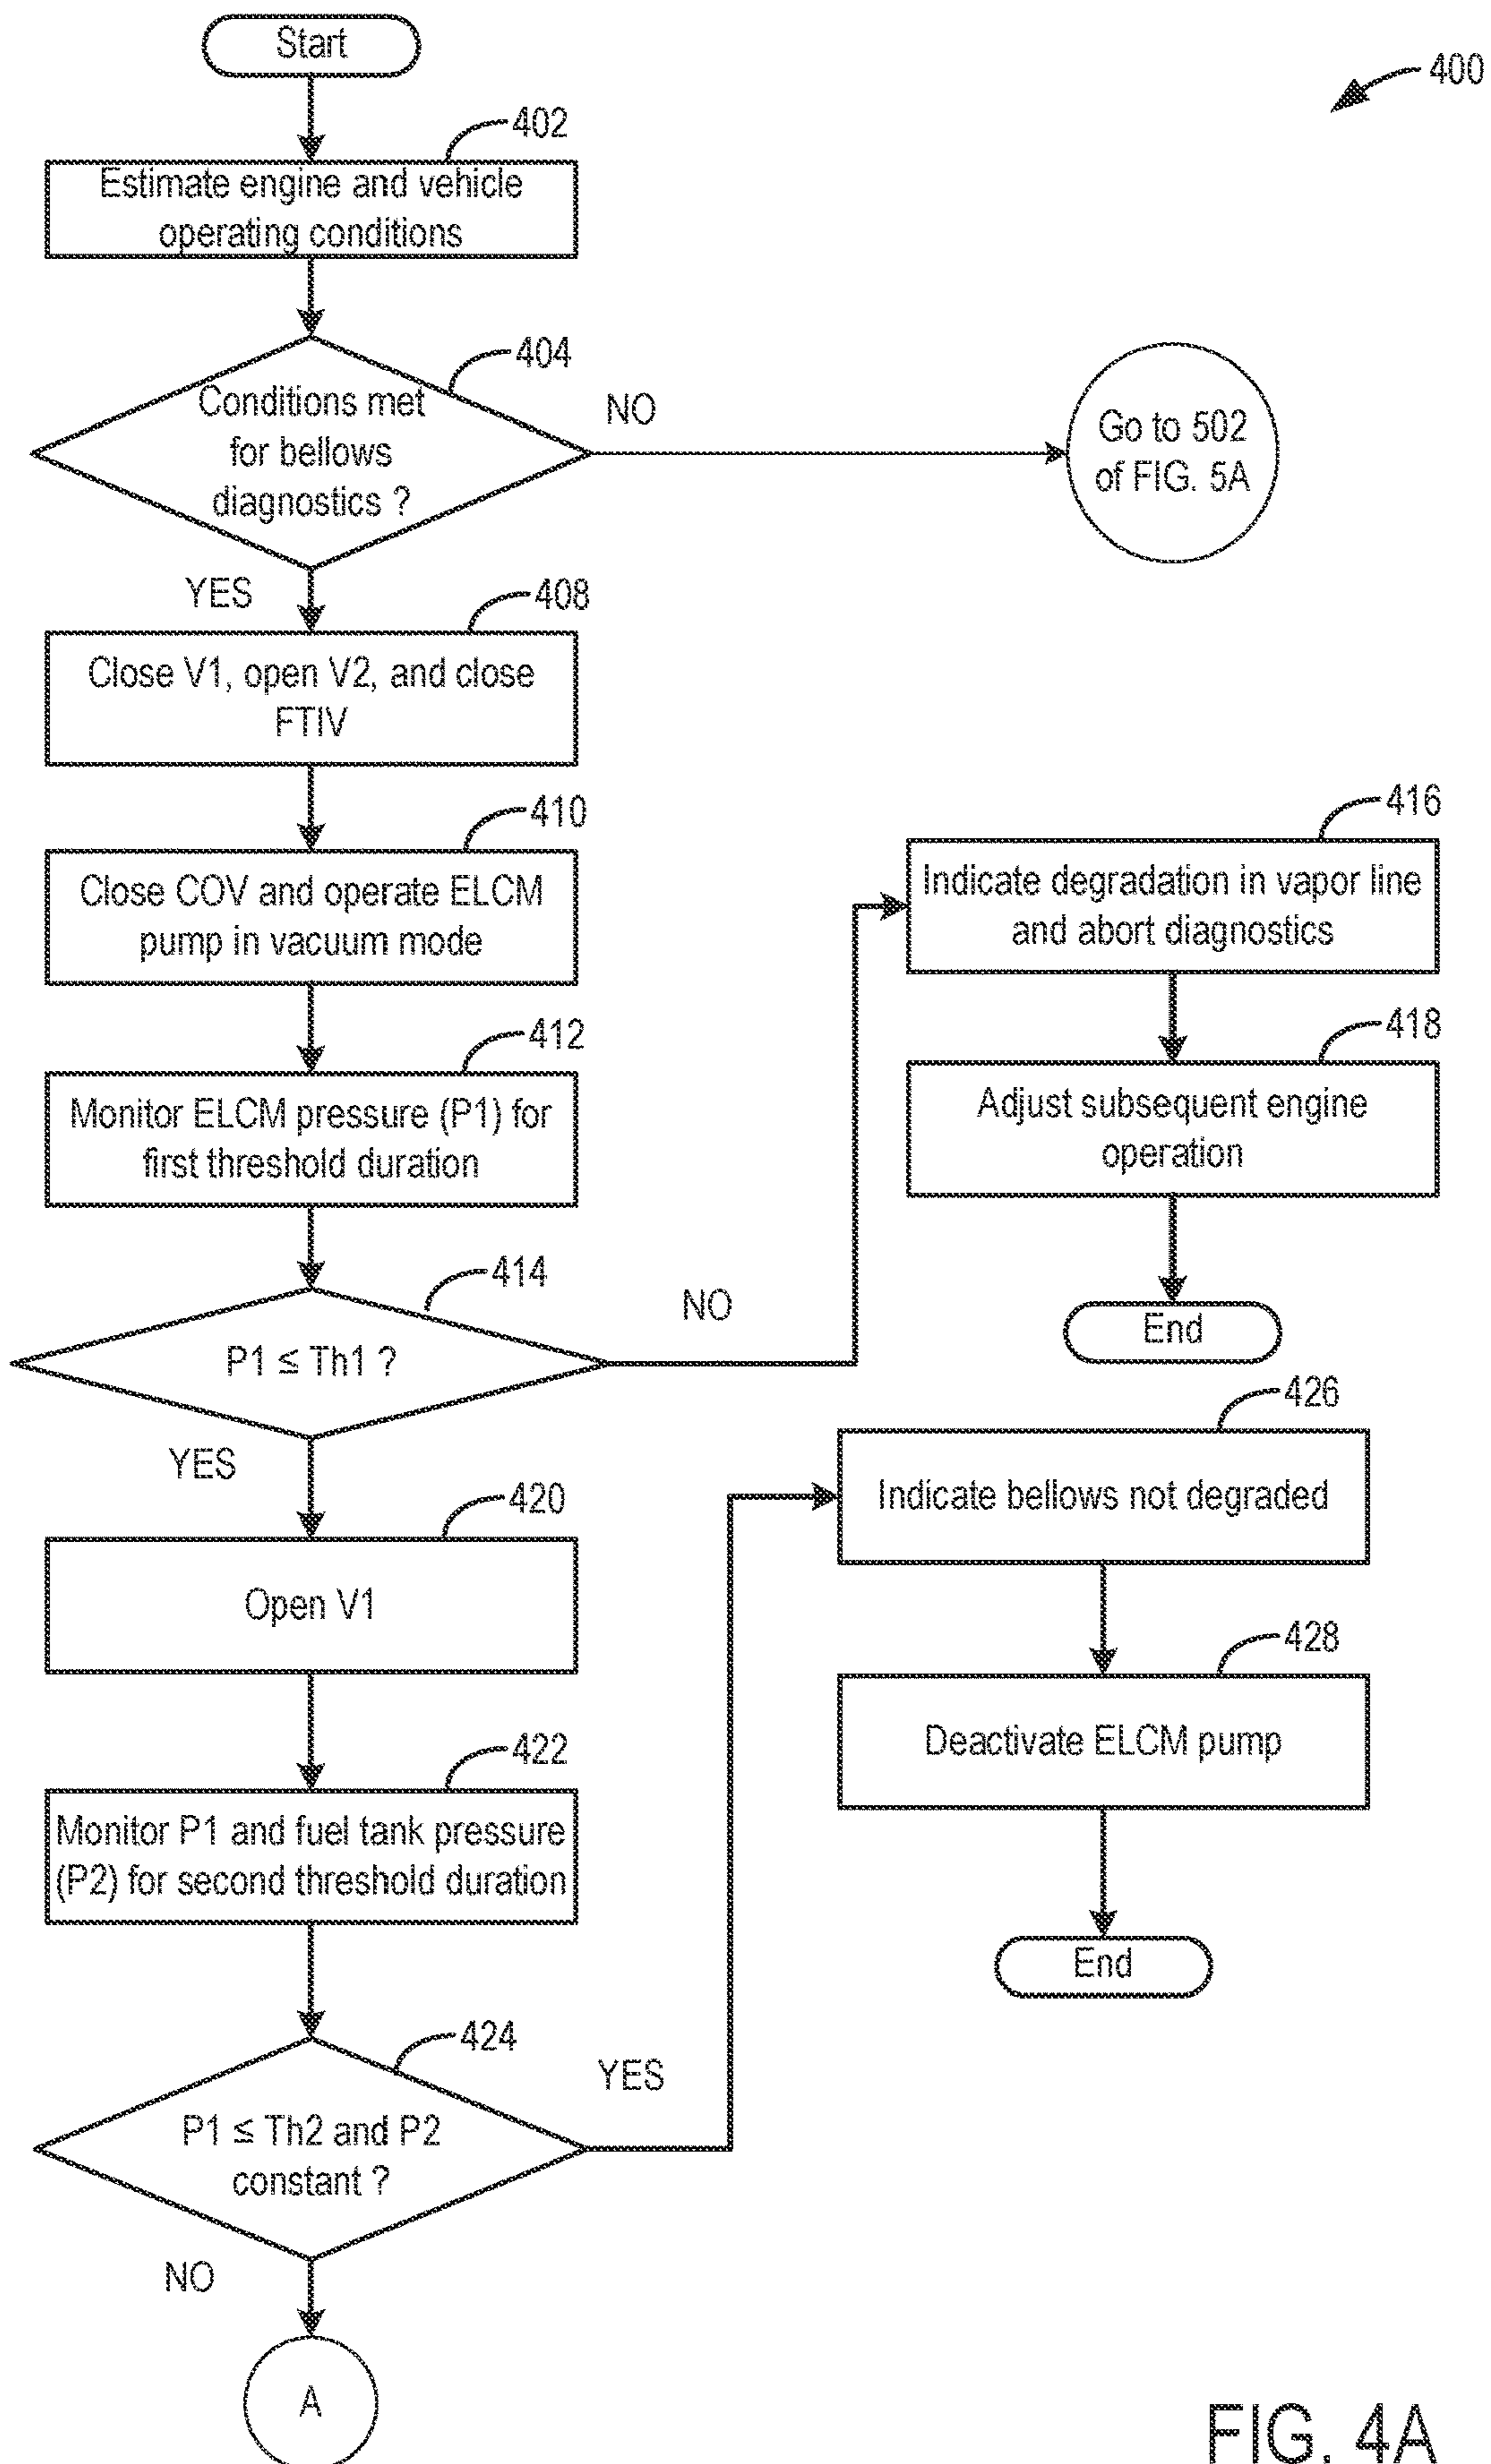 Start
400
402
Estimate engine and vehicle
operating conditions
404
Conditions met
for bellows
diagnostics ?
NO
Go to 502
of FIG. 5A
YES
408
Close V1, open V2, and close
FTIV
410
Close COV and operate ELCM
pump in vacuum mode
412
Monitor ELCM pressure (P1) for
first threshold duration
414
P1 ≤ Th1 ?
NO
416
Indicate degradation in vapor line
and abort diagnostics
418
Adjust subsequent engine
operation
End
YES
420
Open V1
422
Monitor P1 and fuel tank pressure
(P2) for second threshold duration
424
P1 ≤ Th2 and P2
constant ?
YES
426
Indicate bellows not degraded
428
Deactivate ELCM pump
End
NO
A
FIG. 4A